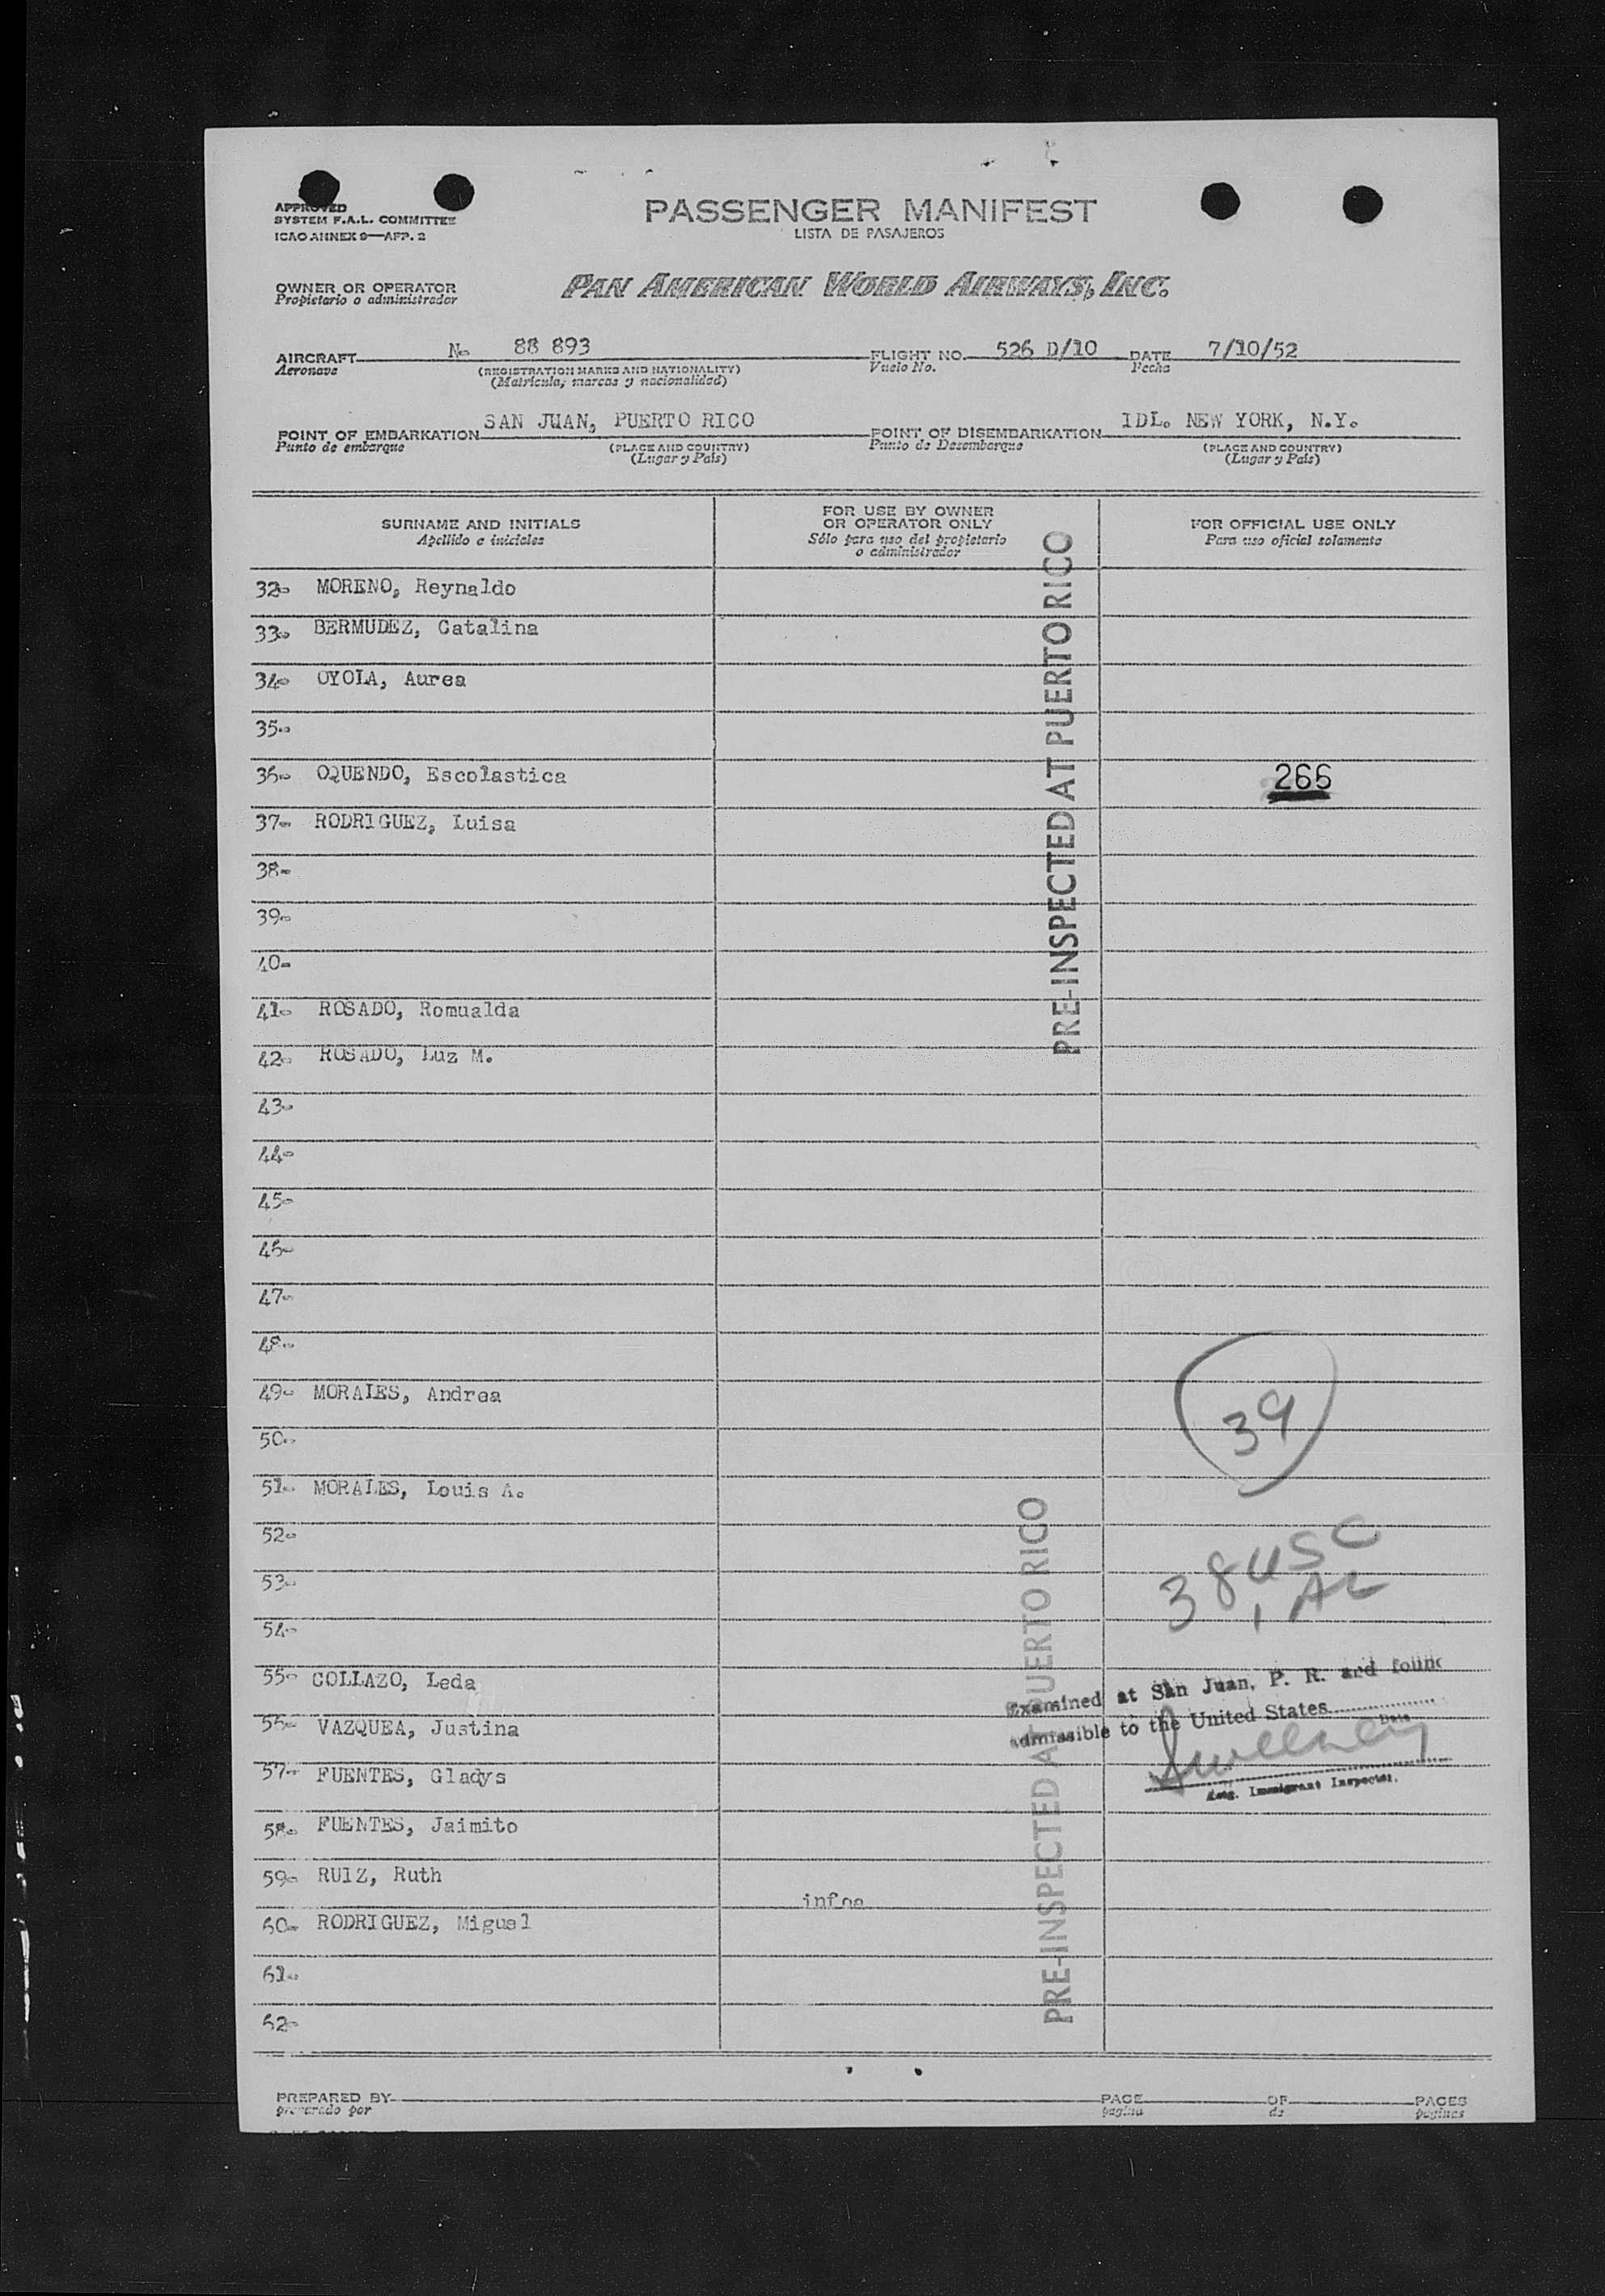 APPROVED
SYSTEM F.A.L. COMMITTEE
ICAO ANNEX 9—APP. 2
PASSENGER MANIFEST
LISTA DE PASAJEROS
OWNER OR OPERATOR
Propietario o administrador
PAN AMERICAN WORLD AIRWAYS, INC.
AIRCRAFT No 88 893 FLIGHT NO. 526 D/10 DATE 7/10/52
Aeronave (REGISTRATION MARKS AND NATIONALITY) Vuelo No. Fecha
(Matrícula, marcas y nacionalidad)
POINT OF EMBARKATION SAN JUAN, PUERTO RICO POINT OF DISEMBARKATION IDL. NEW YORK, N.Y.
Punto de embarque (PLACE AND COUNTRY) Punto de Desembarque (PLACE AND COUNTRY)
(Lugar y País) (Lugar y País)
SURNAME AND INITIALS
Apellido e iniciales
FOR USE BY OWNER
OR OPERATOR ONLY
Sólo para uso del propietario
o administrador
FOR OFFICIAL USE ONLY
Para uso oficial solamente
32- MORENO, Reynaldo
33- BERMUDEZ, Catalina
34- OYOLA, Aurea
35-
36- OQUENDO, Escolastica 266
37- RODRIGUEZ, Luisa
38-
39-
40-
41- ROSADO, Romualda
42- ROSADO, Luz M.
43-
44-
45-
46-
47-
48-
49- MORALES, Andrea
39
50-
51- MORALES, Louis A.
52-
38 USC
53-
1 AL
54-
55- COLLAZO, Leda
56- VAZQUEA, Justina
57- FUENTES, Gladys
58- FUENTES, Jaimito
59- RUIZ, Ruth
60- RODRIGUEZ, Miguel
61-
62-
PRE-INSPECTED AT PUERTO RICO
PRE-INSPECTED AT PUERTO RICO
Examined at San Juan, P. R. and found
admissible to the United States
Date
Immigrant Inspector.
PREPARED BY PAGE OF PAGES
preparado por página de páginas